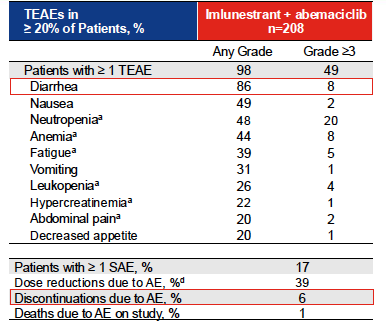 TEAEs in Imlunestrant + abemaciclib
≥ 20% of Patients, % n=208
Any Grade Grade ≥3
Patients with ≥ 1 TEAE 98 49
Diarrhea 86 8
Nausea 49 2
Neutropeniaᵃ 48 20
Anemiaᵃ 44 8
Fatigueᵃ 39 5
Vomiting 31 1
Leukopeniaᵃ 26 4
Hypercreatinemiaᵃ 22 1
Abdominal painᵃ 20 2
Decreased appetite 20 1
Patients with ≥ 1 SAE, % 17
Dose reductions due to AE, %ᵈ 39
Discontinuations due to AE, % 6
Deaths due to AE on study, % 1